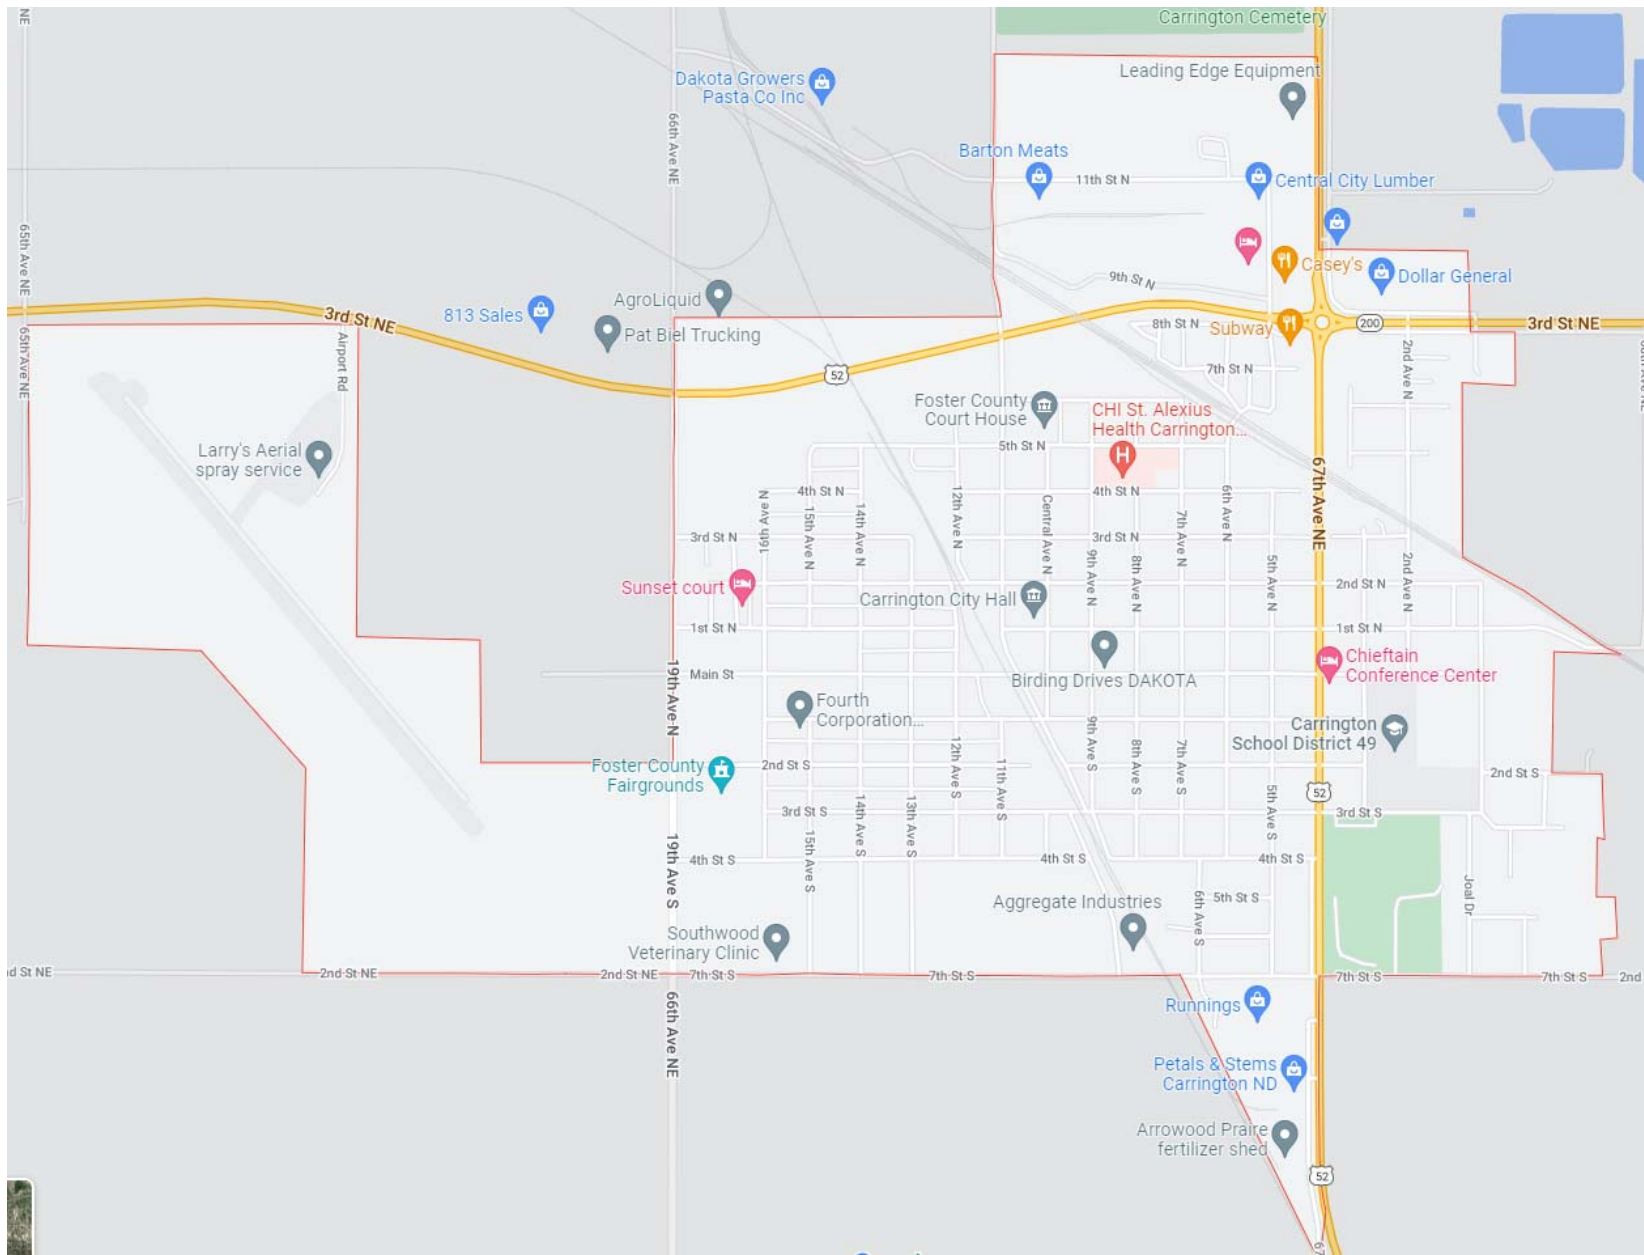 NE
Carrington Cemetery
Leading Edge Equipment
Dakota Growers
Pasta Co Inc
66th Ave NE
Barton Meats
11th St N
Central City Lumber
65th Ave NE
9th St N
Casey's
Dollar General
AgroLiquid
813 Sales
3rd St NE
Pat Biel Trucking
8th St N
Subway
200
3rd St NE
65th Ave NE
Airport Rd
52
7th St N
2nd Ave N
Foster County
Court House
CHI St. Alexius
Health Carrington...
5th St N
Larry's Aerial
spray service
67th Ave NE
4th St N
4th St N
16th Ave N
15th Ave N
14th Ave N
12th Ave N
Central Ave N
7th Ave N
6th Ave N
3rd St N
3rd St N
9th Ave N
8th Ave N
5th Ave N
2nd Ave N
Sunset court
2nd St N
Carrington City Hall
1st St N
1st St N
Chieftain
Conference Center
Main St
Birding Drives DAKOTA
19th Ave N
Fourth
Corporation...
Carrington
School District 49
9th Ave S
8th Ave S
7th Ave S
12th Ave S
11th Ave S
Foster County
Fairgrounds
2nd St S
2nd St S
52
3rd St S
3rd St S
15th Ave S
14th Ave S
13th Ave S
5th Ave S
19th Ave S
4th St S
4th St S
4th St S
Joal Dr
6th Ave S
5th St S
Aggregate Industries
Southwood
Veterinary Clinic
d St NE
2nd St NE
2nd St NE
7th St S
7th St S
7th St S
7th St S
2nd
66th Ave NE
Runnings
Petals & Stems
Carrington ND
Arrowood Praire
fertilizer shed
52
67